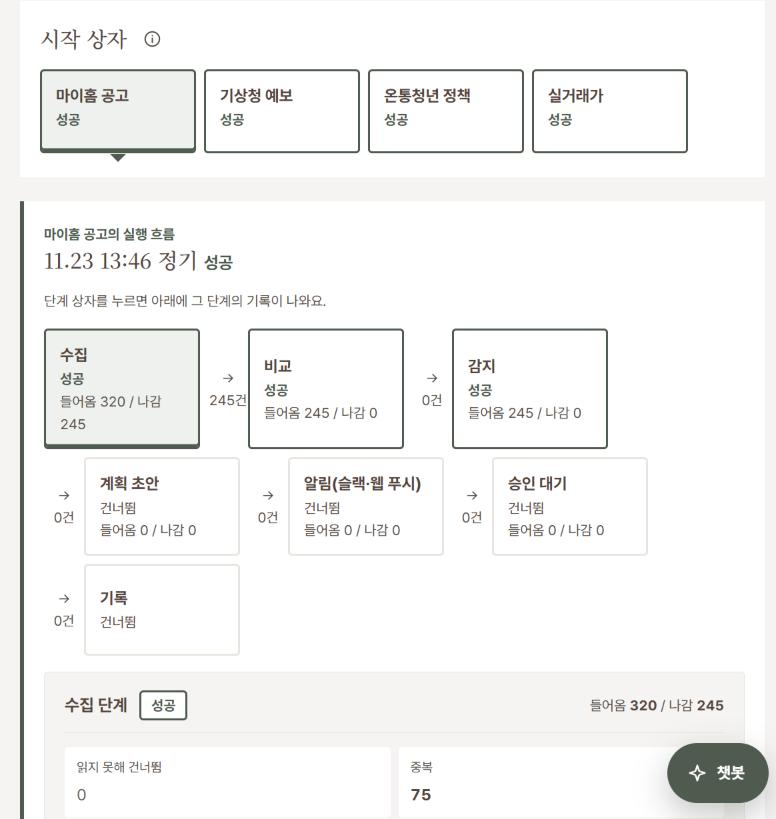 시작 상자
마이홈 공고
성공
기상청 예보
성공
온통청년 정책
성공
실거래가
성공
마이홈 공고의 실행 흐름
11.23 13:46 정기 성공
단계 상자를 누르면 아래에 그 단계의 기록이 나와요.
수집
성공
들어옴 320 / 나감
245
→
245건
비교
성공
들어옴 245 / 나감 0
→
0건
감지
성공
들어옴 245 / 나감 0
→
0건
계획 초안
건너뜀
들어옴 0 / 나감 0
→
0건
알림(슬랙·웹 푸시)
건너뜀
들어옴 0 / 나감 0
→
0건
승인 대기
건너뜀
들어옴 0 / 나감 0
→
0건
기록
건너뜀
수집 단계 성공 들어옴 320 / 나감 245
읽지 못해 건너뜀
0
중복
75
챗봇